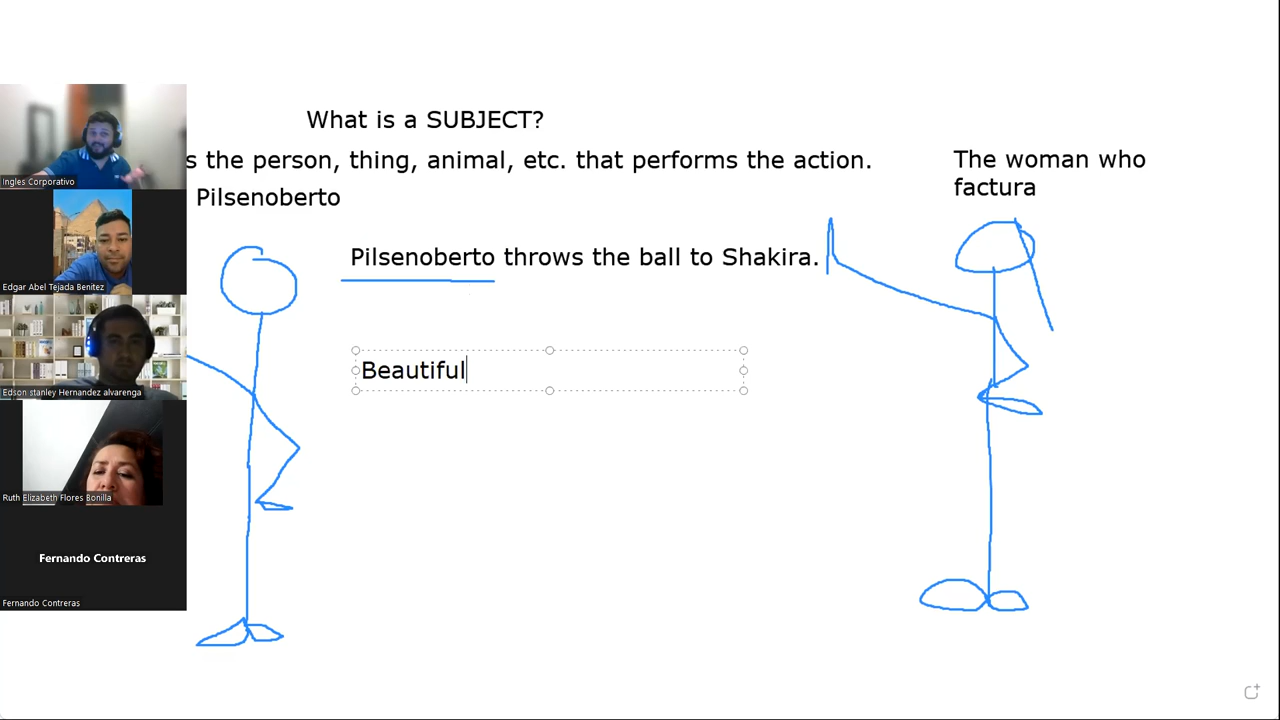 What is a SUBJECT?
s the person, thing, animal, etc. that performs the action.
The woman who
factura
Pilsenoberto
Pilsenoberto throws the ball to Shakira.
Beautiful
Ingles Corporativo
Edgar Abel Tejada Benitez
Edson stanley Hernandez alvarenga
Ruth Elizabeth Flores Bonilla
Fernando Contreras
Fernando Contreras